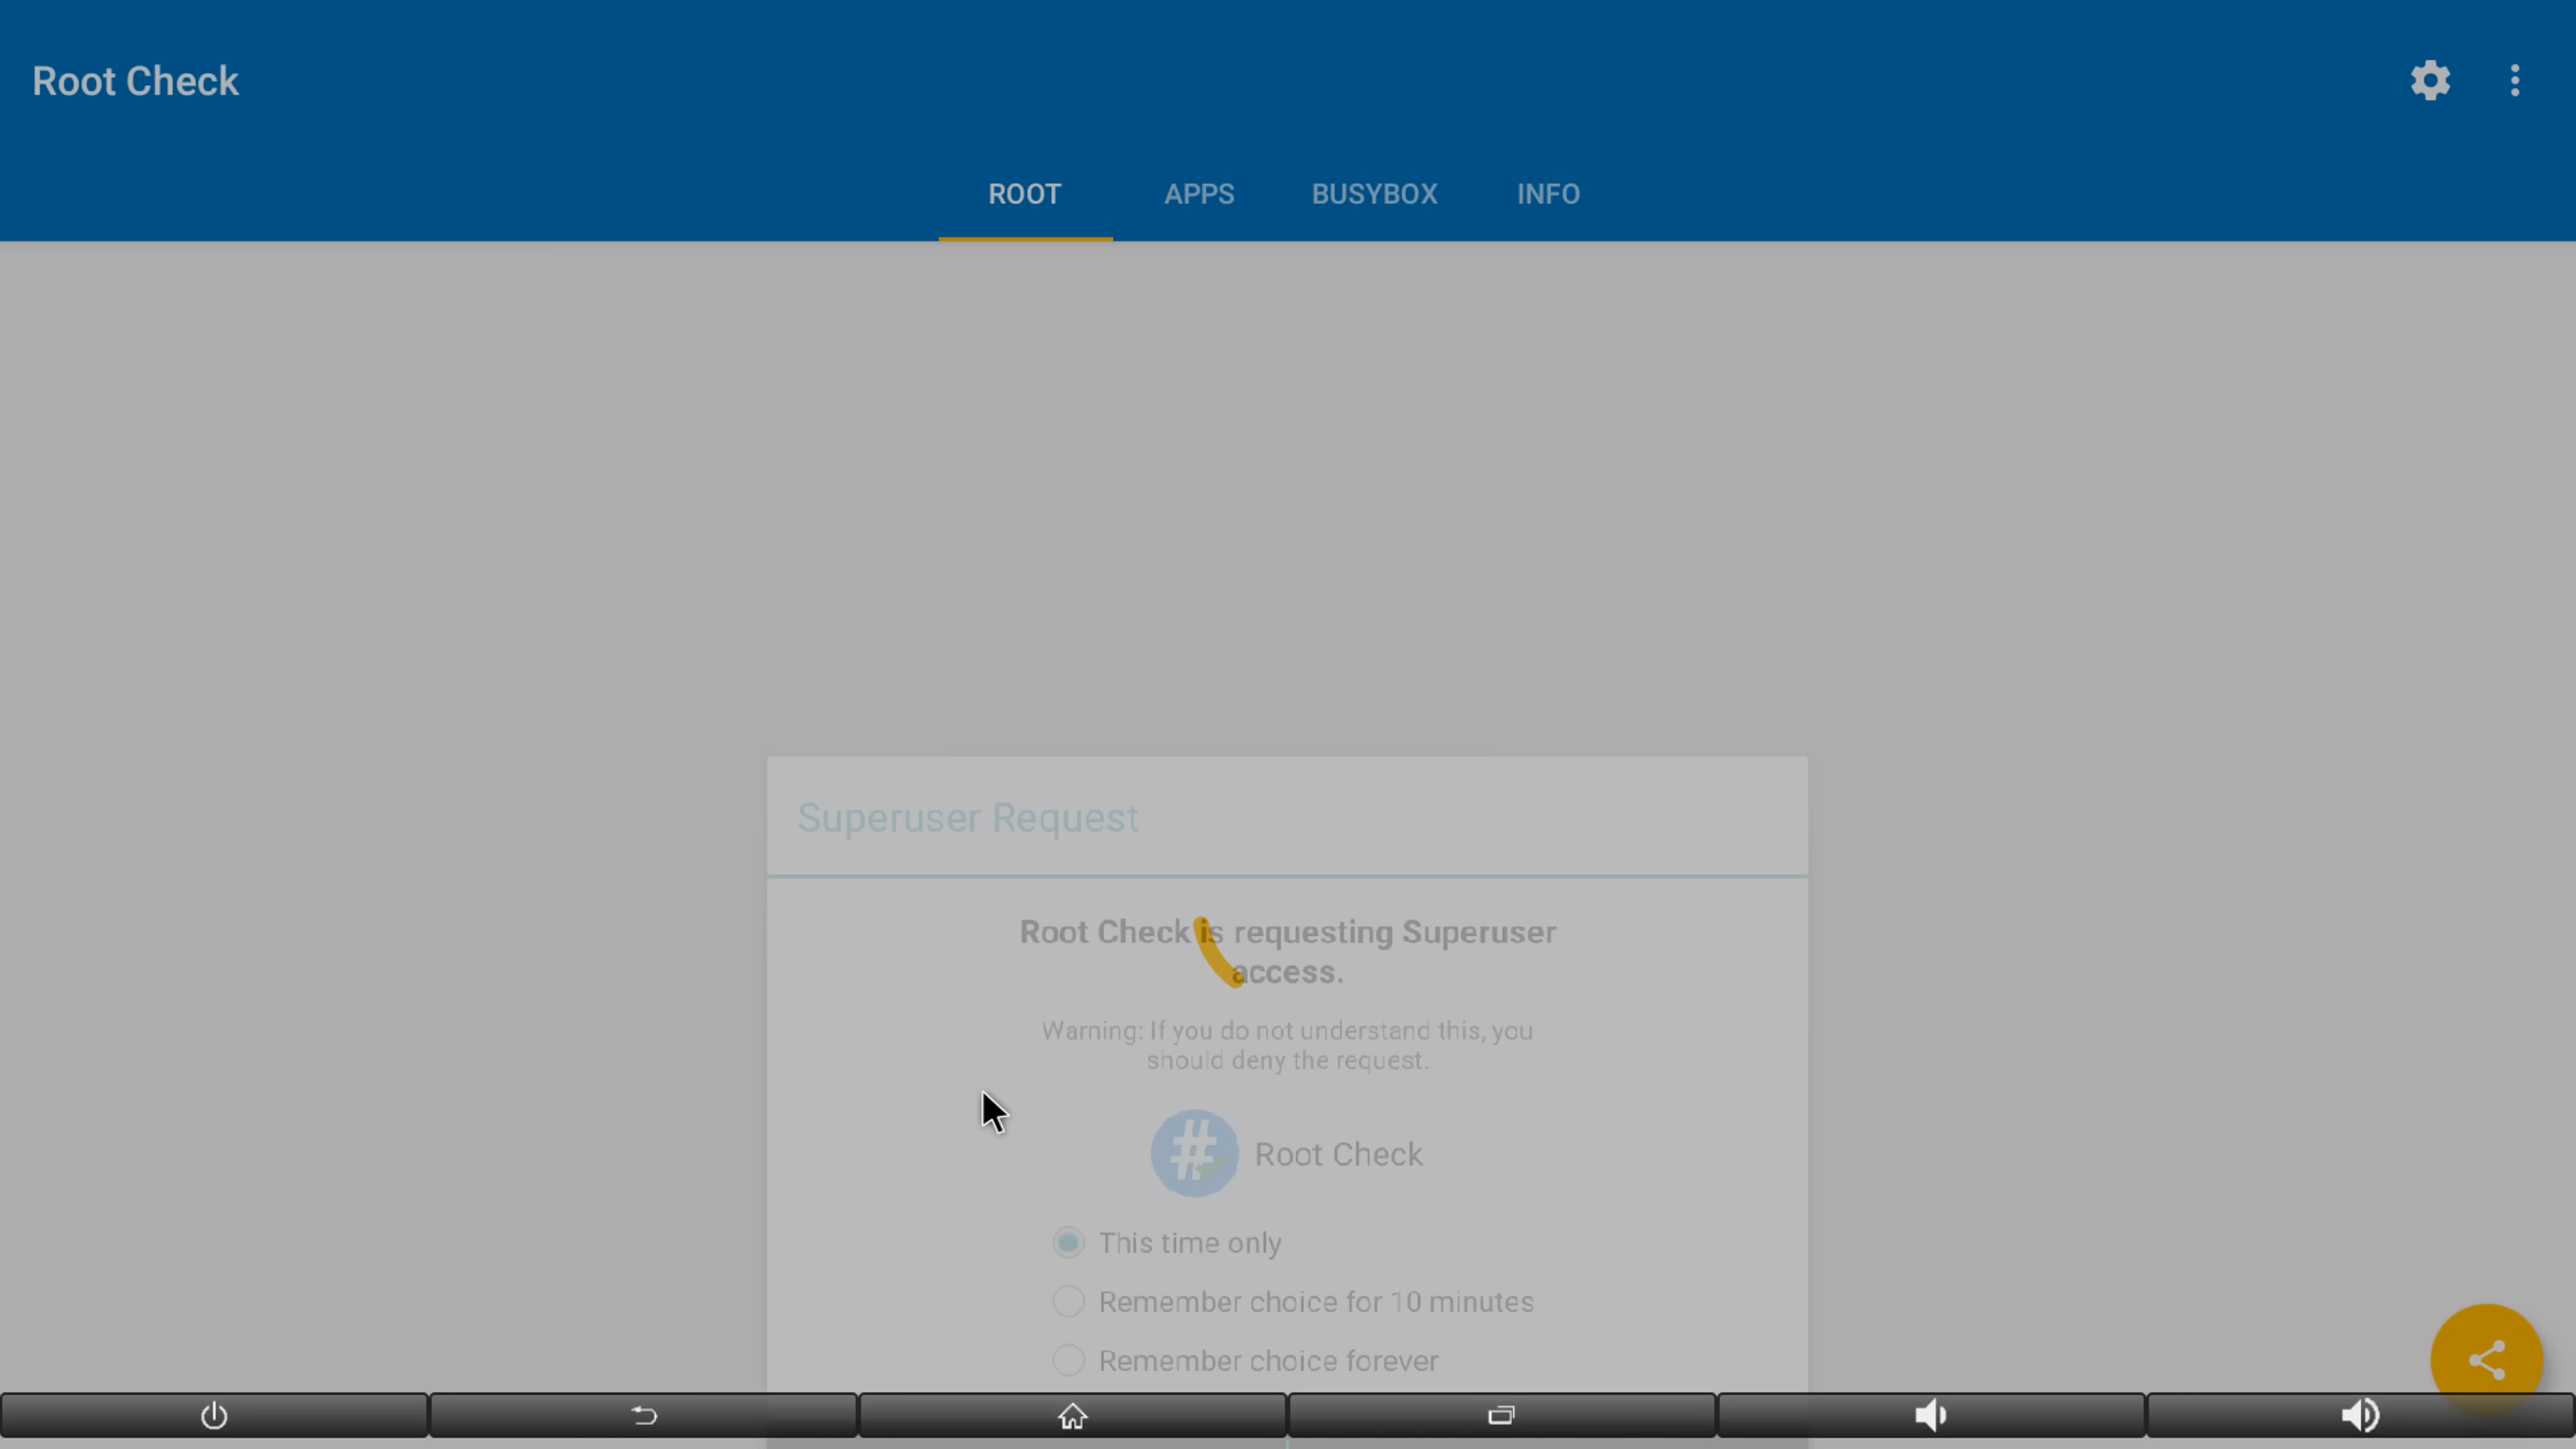 Root Check
ROOT APPS BUSYBOX INFO
Superuser Request
Root Check is requesting Superuser
access.
Warning: If you do not understand this, you
should deny the request.
# Root Check
This time only
Remember choice for 10 minutes
Remember choice forever